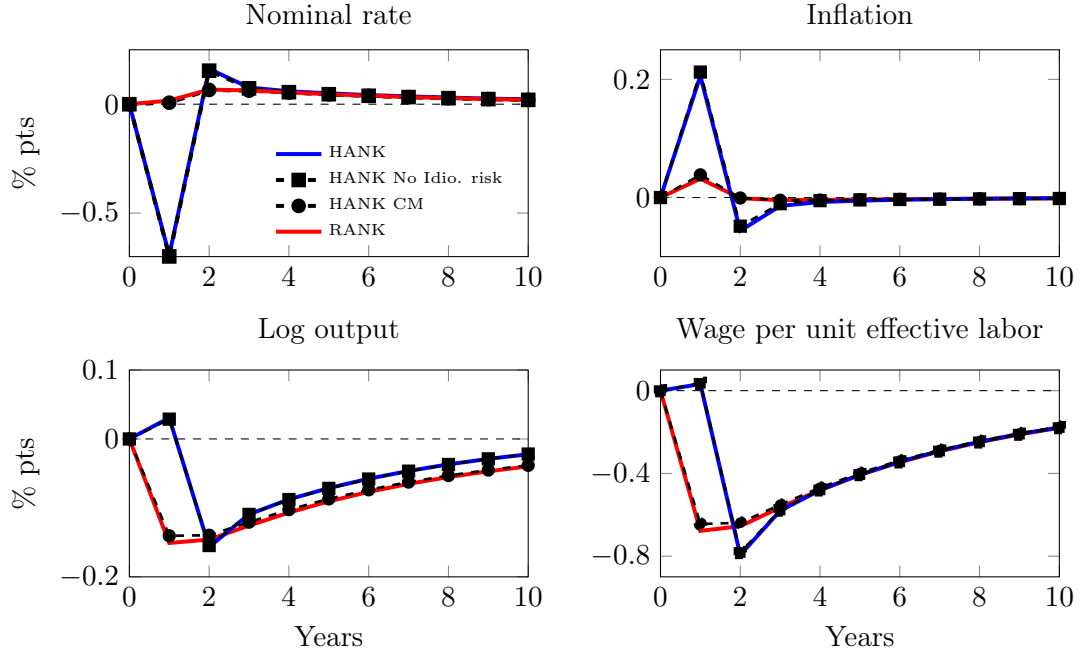 Nominal rate
% pts
0
−0.5
HANK
HANK No Idio. risk
HANK CM
RANK
0 2 4 6 8 10
Inflation
0.2
0
0 2 4 6 8 10
Log output
% pts
0.1
0
−0.2
0 2 4 6 8 10
Years
Wage per unit effective labor
0
−0.4
−0.8
0 2 4 6 8 10
Years